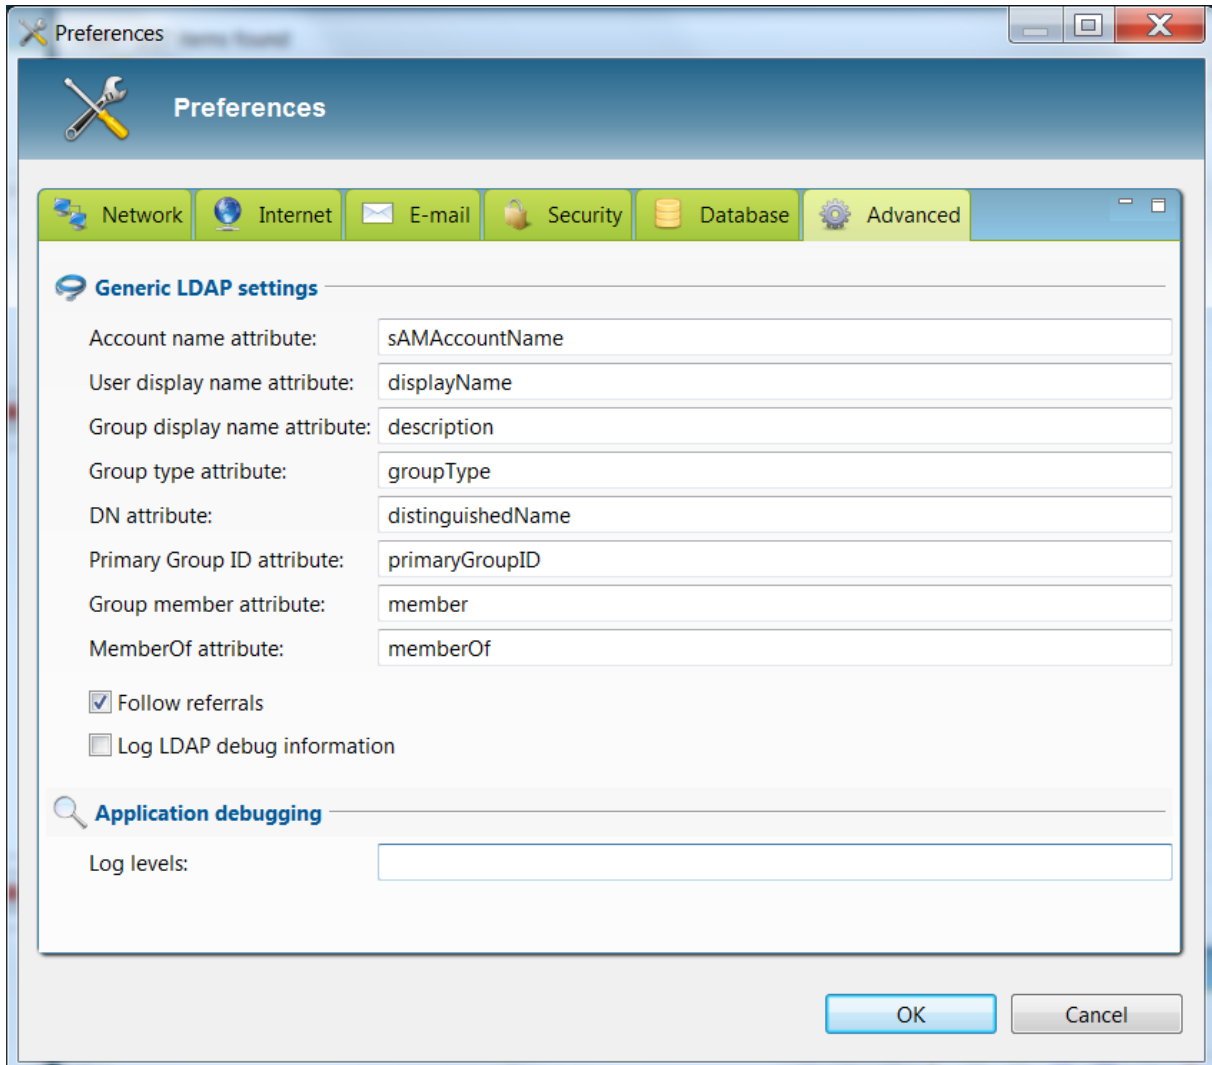 Preferences items found
Preferences
Network Internet E-mail Security Database Advanced
Generic LDAP settings
Account name attribute: sAMAccountName
User display name attribute: displayName
Group display name attribute: description
Group type attribute: groupType
DN attribute: distinguishedName
Primary Group ID attribute: primaryGroupID
Group member attribute: member
MemberOf attribute: memberOf
Follow referrals
Log LDAP debug information
Application debugging
Log levels:
OK Cancel